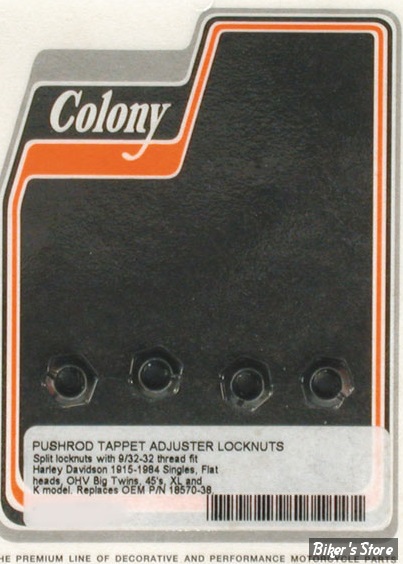 Colony
PUSHROD TAPPET ADJUSTER LOCKNUTS
Split locknuts with 9/32-32 thread fit
Harley Davidson 1915-1984 Singles, Flat
heads, OHV Big Twins, 45's, XL and
K model. Replaces OEM P/N 18570-38.
Biker's Store
HE PREMIUM LINE OF DECORATIVE AND PERFORMANCE MOTORCYCLE PARTS